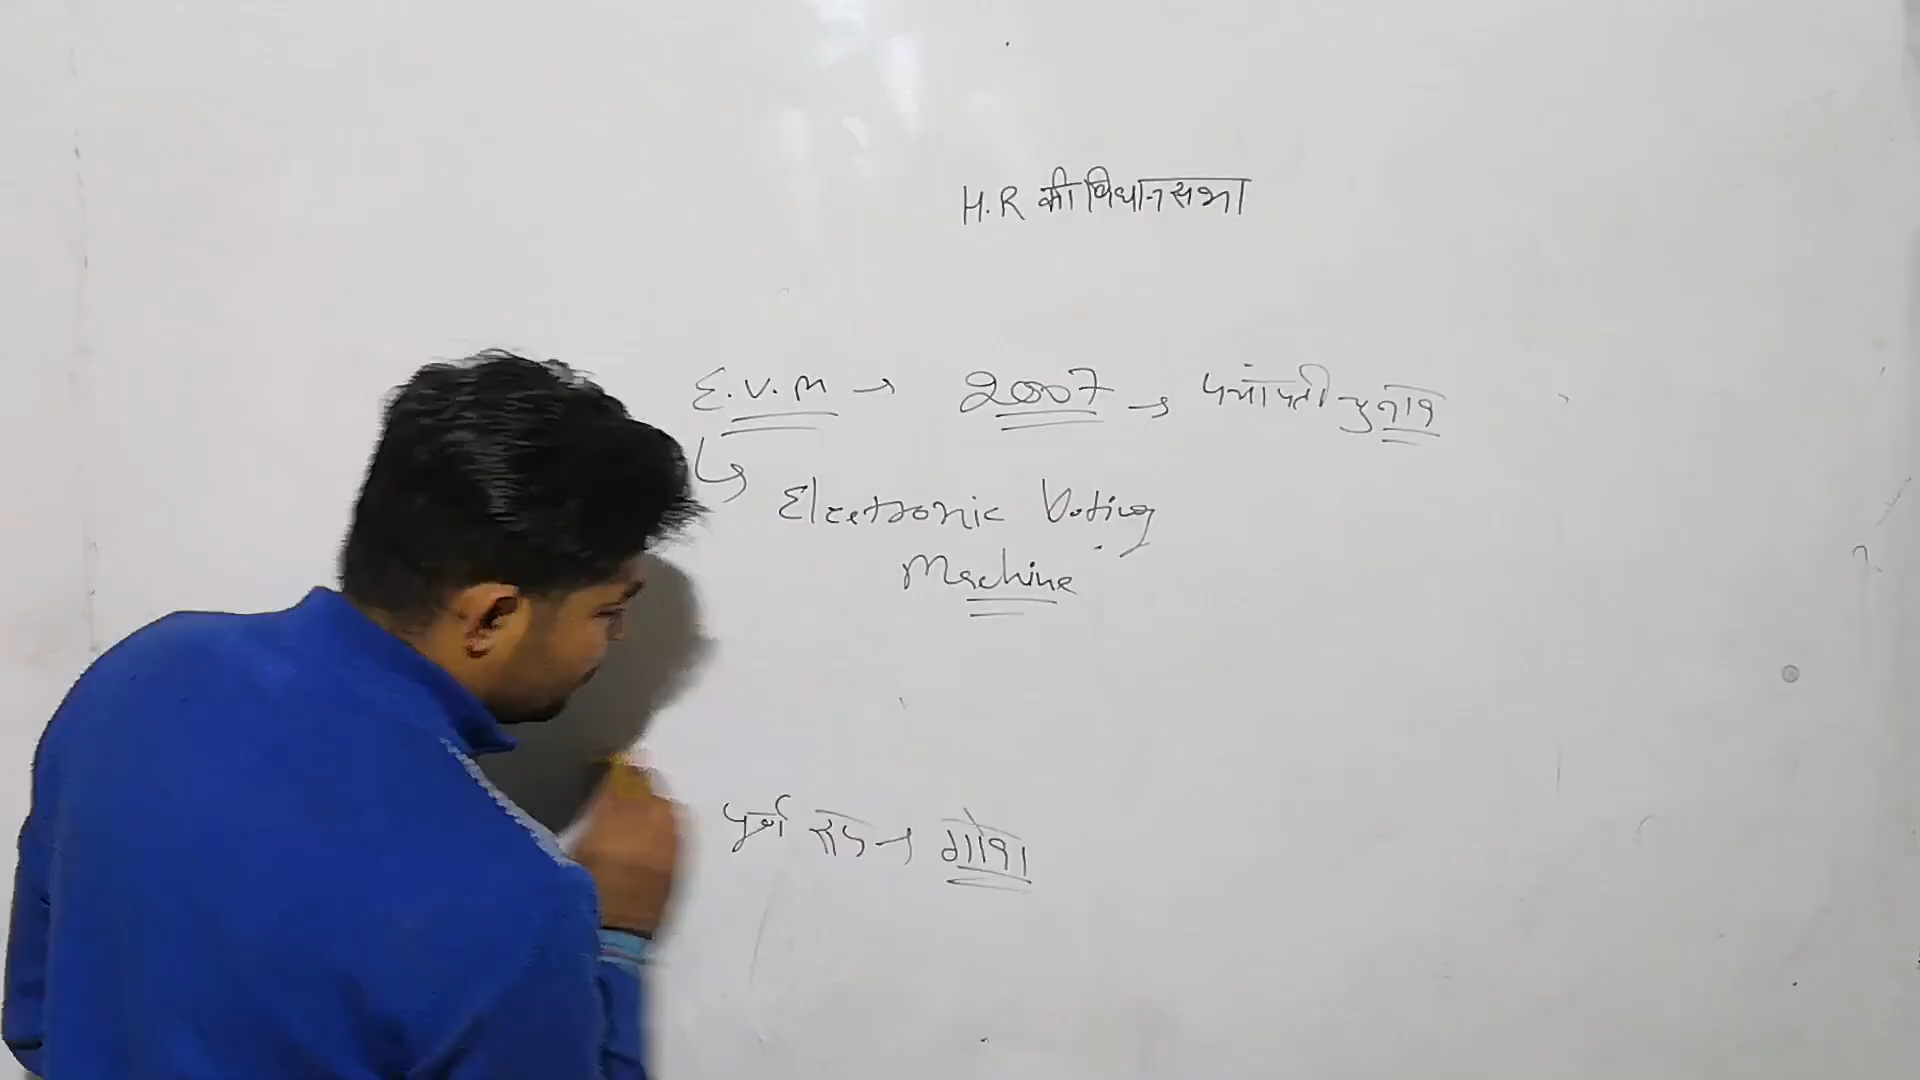 H.R की विधानसभा
E.V.M → 2007 → पंचायती चुनाव
↳ Electronic Voting
Machine
पूर्ण रूप → गोवा